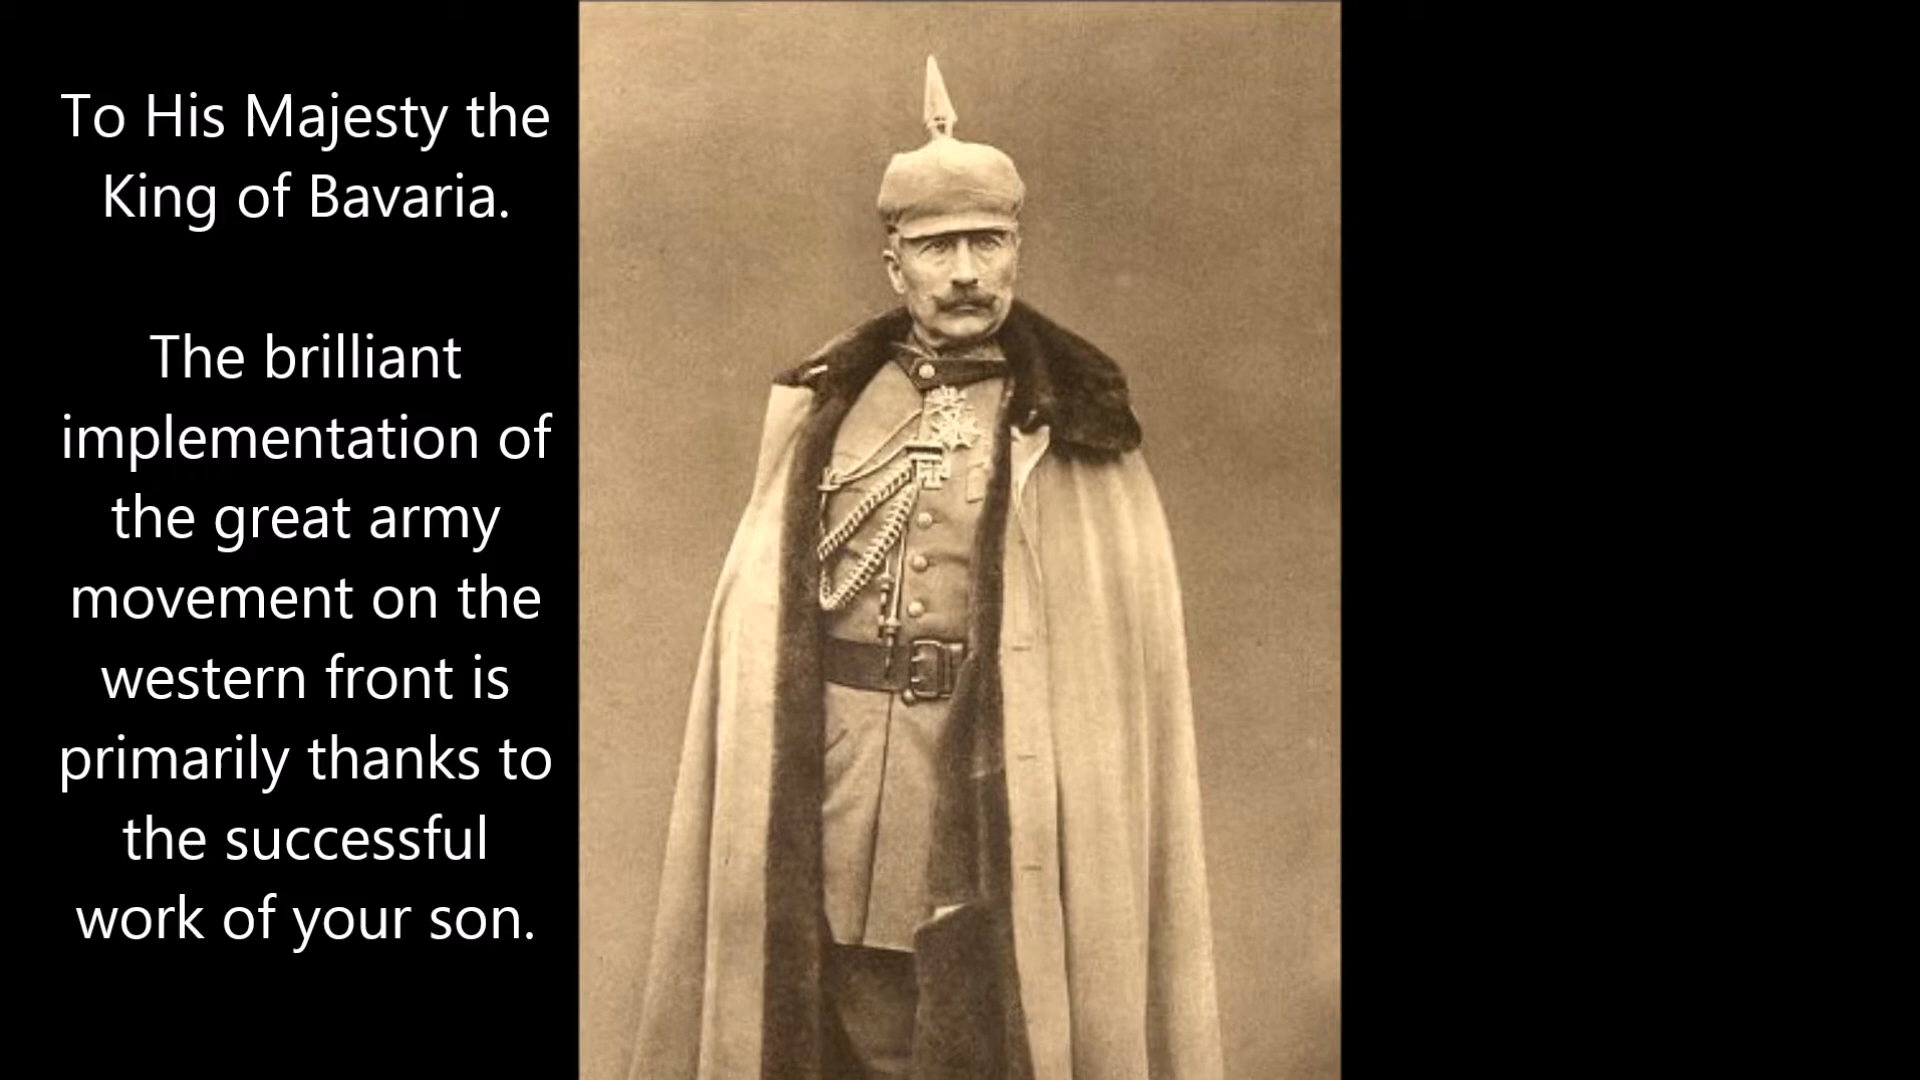 To His Majesty the
King of Bavaria.
The brilliant
implementation of
the great army
movement on the
western front is
primarily thanks to
the successful
work of your son.